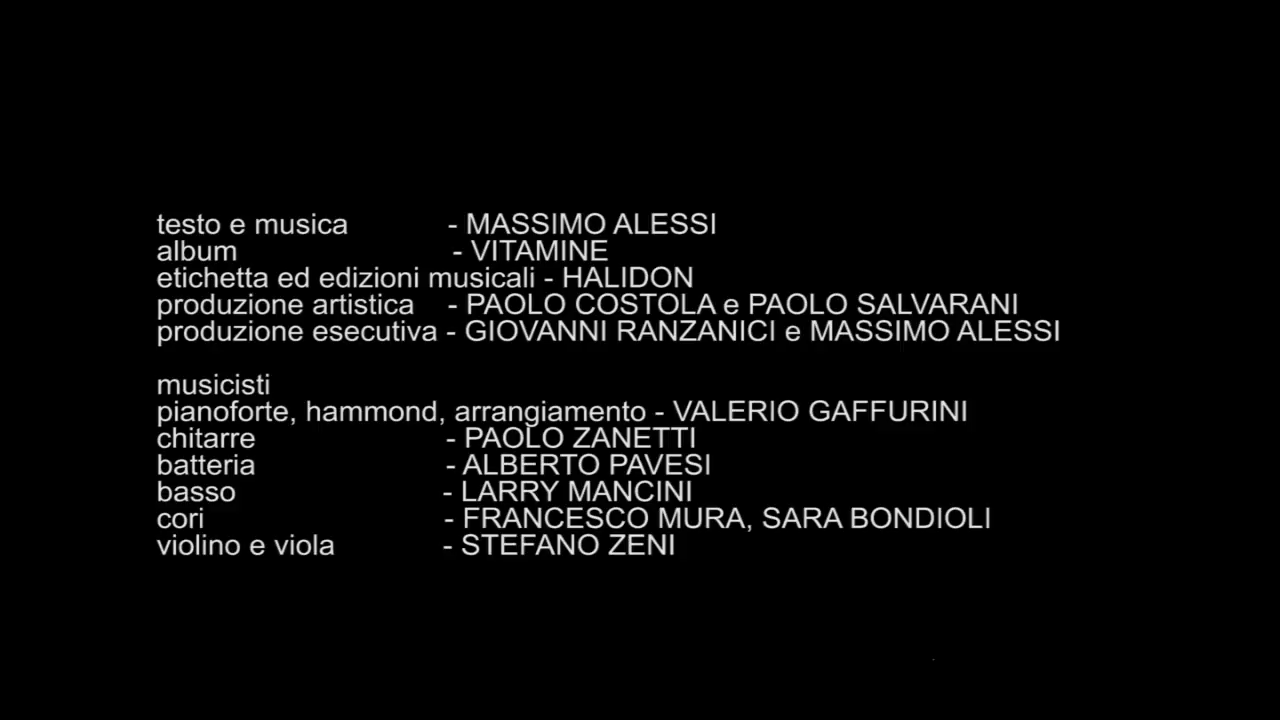 testo e musica - MASSIMO ALESSI
album - VITAMINE
etichetta ed edizioni musicali - HALIDON
produzione artistica - PAOLO COSTOLA e PAOLO SALVARANI
produzione esecutiva - GIOVANNI RANZANICI e MASSIMO ALESSI
musicisti
pianoforte, hammond, arrangiamento - VALERIO GAFFURINI
chitarre - PAOLO ZANETTI
batteria - ALBERTO PAVESI
basso - LARRY MANCINI
cori - FRANCESCO MURA, SARA BONDIOLI
violino e viola - STEFANO ZENI